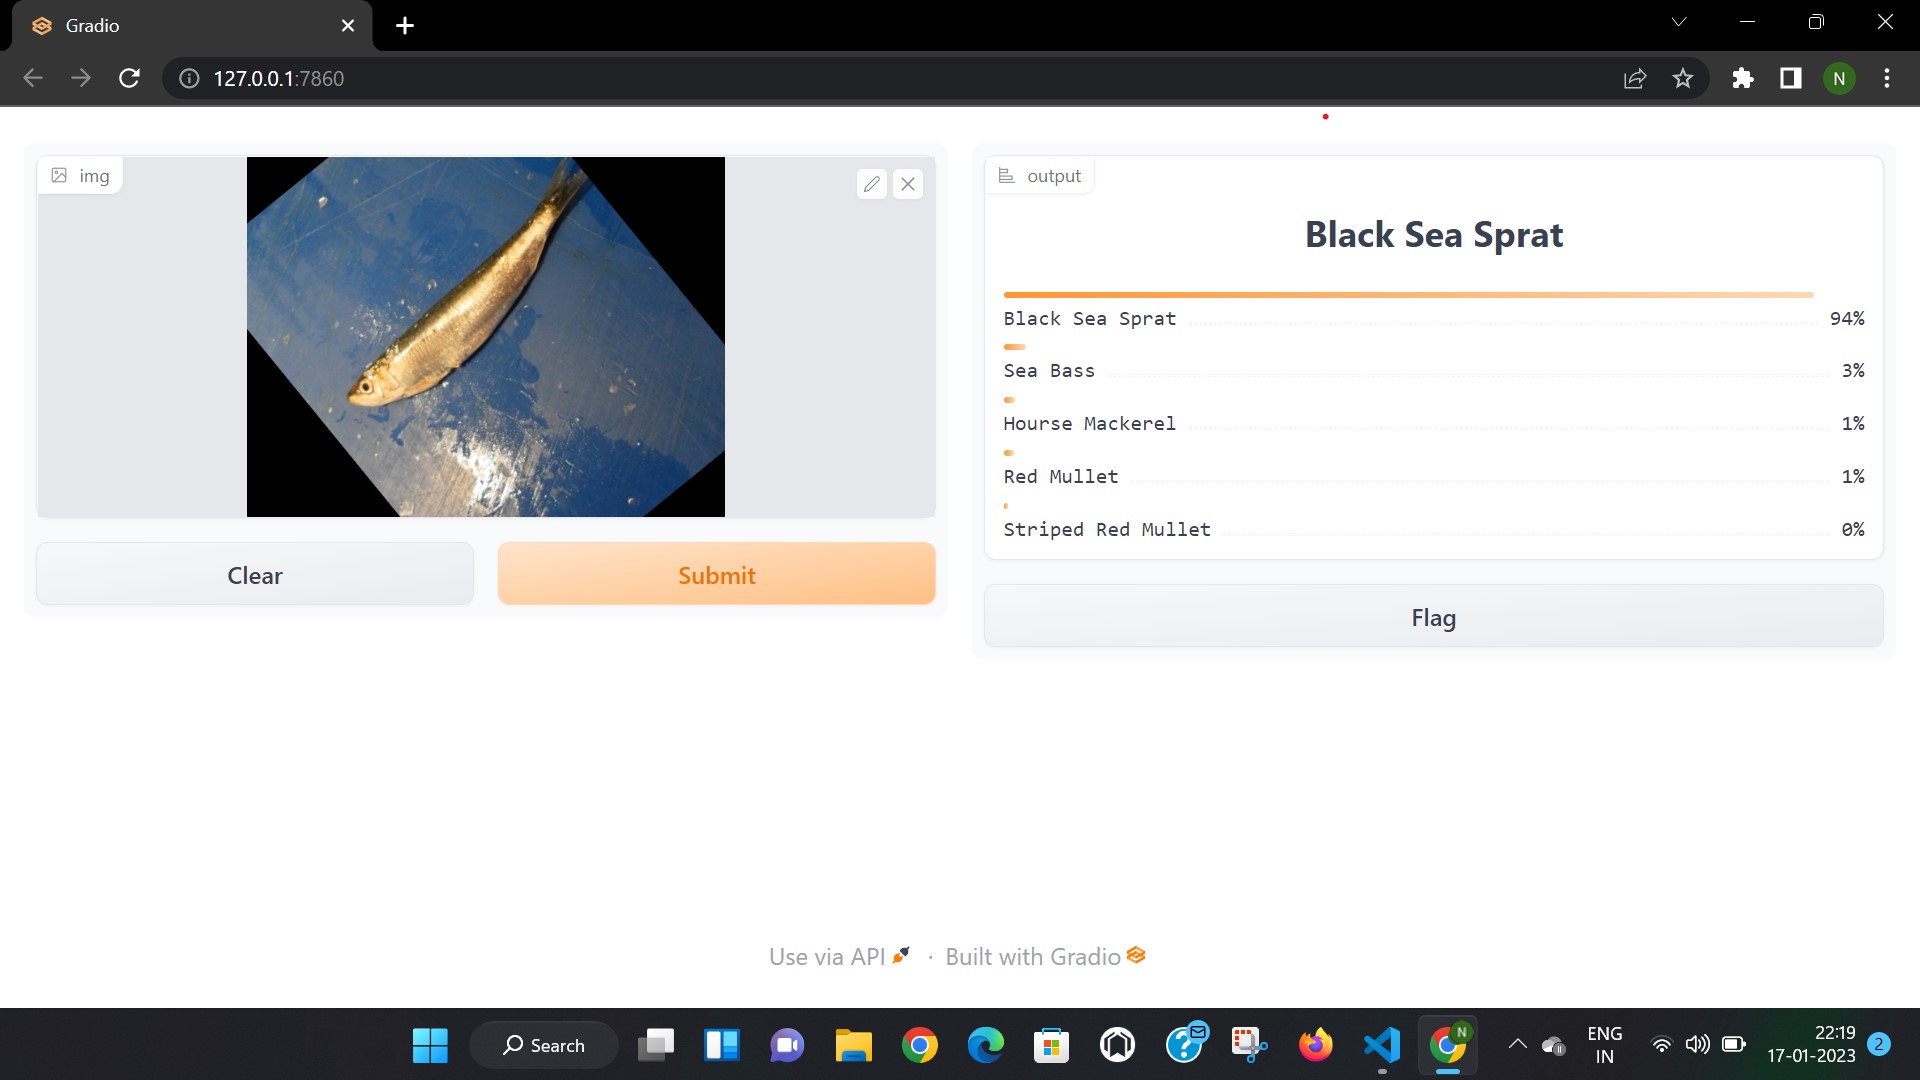 Gradio
127.0.0.1:7860
N
img
Clear
Submit
output
Black Sea Sprat
Black Sea Sprat 94%
Sea Bass 3%
Hourse Mackerel 1%
Red Mullet 1%
Striped Red Mullet 0%
Flag
Use via API · Built with Gradio
Search
N
ENG
IN
22:19
17-01-2023
2